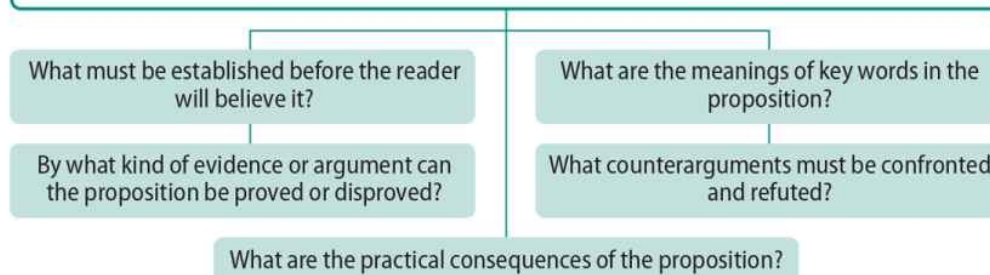 What must be established before the reader
will believe it?
What are the meanings of key words in the
proposition?
By what kind of evidence or argument can
the proposition be proved or disproved?
What counterarguments must be confronted
and refuted?
What are the practical consequences of the proposition?